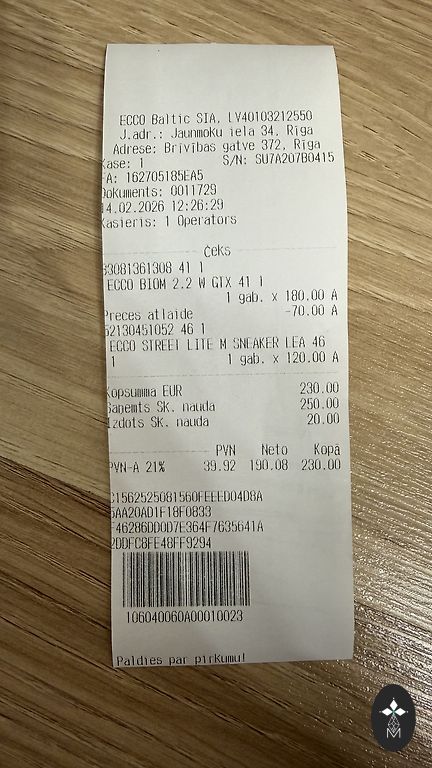 ECCO Baltic SIA, LV40103212550
J.adr.: Jaunmoku iela 34, Rīga
Adrese: Brīvības gatve 372, Rīga
Kase: 1 S/N: SU7A207B0415
FA: 162705185EA5
Dokuments: 0011729
14.02.2026 12:26:29
Kasieris: 1 Operators
Čeks
83081361308 41 1
ECCO BIOM 2.2 W GTX 41 1
1 gab. x 180.00 A
Preces atlaide -70.00 A
52130451052 46 1
ECCO STREET LITE M SNEAKER LEA 46
1 1 gab. x 120.00 A
Kopsumma EUR 230.00
Saņemts Sk. nauda 250.00
Izdots Sk. nauda 20.00
PVN Neto Kopā
PVN-A 21% 39.92 190.08 230.00
C1562525081560FEEED04D8A
5AA20AD1F18F0833
F46286DD0D7E364F7635641A
2DDFC8FE48FF9294
106040060A00010023
Paldies par pirkumu!
M